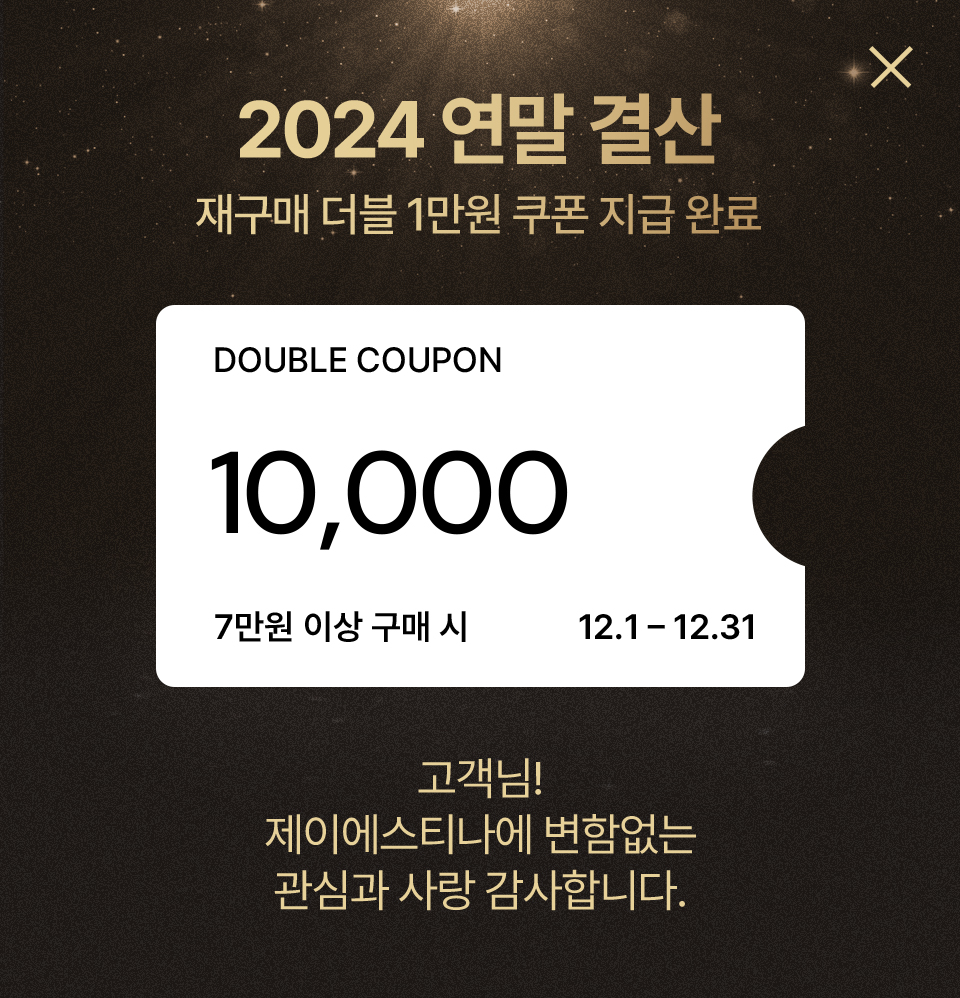 2024 연말 결산
재구매 더블 1만원 쿠폰 지급 완료
DOUBLE COUPON
10,000
7만원 이상 구매 시 12.1 – 12.31
고객님!
제이에스티나에 변함없는
관심과 사랑 감사합니다.